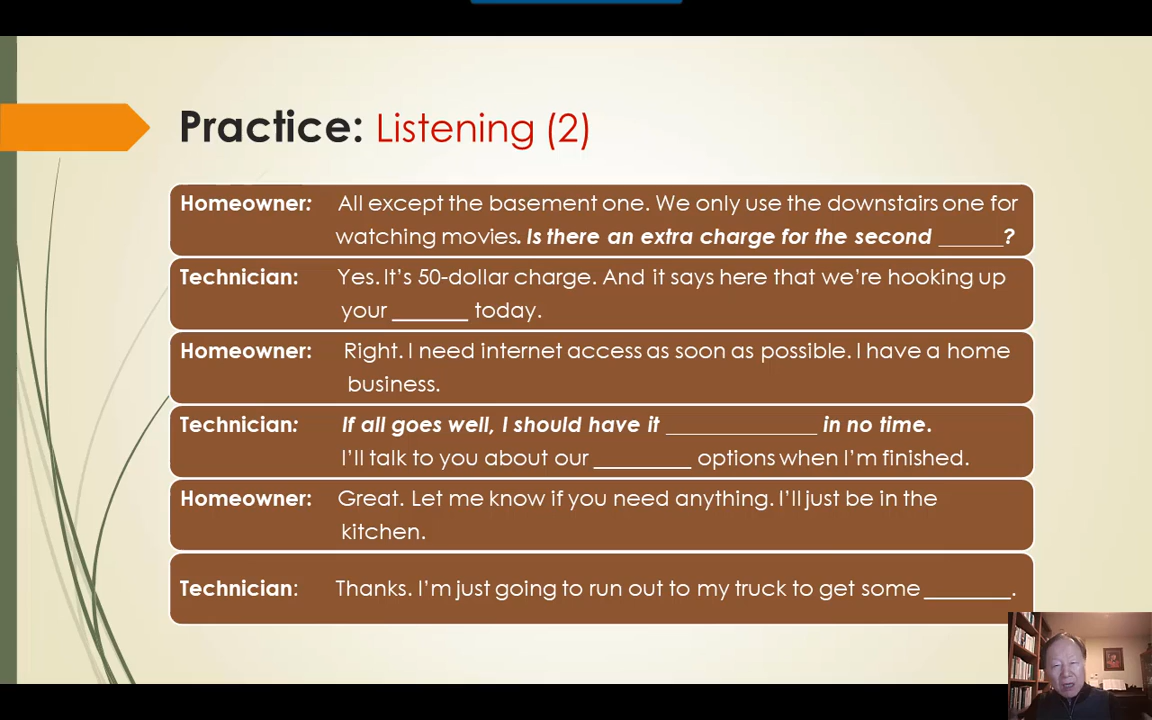 Practice: Listening (2)
Homeowner: All except the basement one. We only use the downstairs one for
watching movies. Is there an extra charge for the second ______?
Technician: Yes. It’s 50-dollar charge. And it says here that we’re hooking up
your _______ today.
Homeowner: Right. I need internet access as soon as possible. I have a home
business.
Technician: If all goes well, I should have it ______________ in no time.
I’ll talk to you about our _________ options when I’m finished.
Homeowner: Great. Let me know if you need anything. I’ll just be in the
kitchen.
Technician: Thanks. I’m just going to run out to my truck to get some ________.